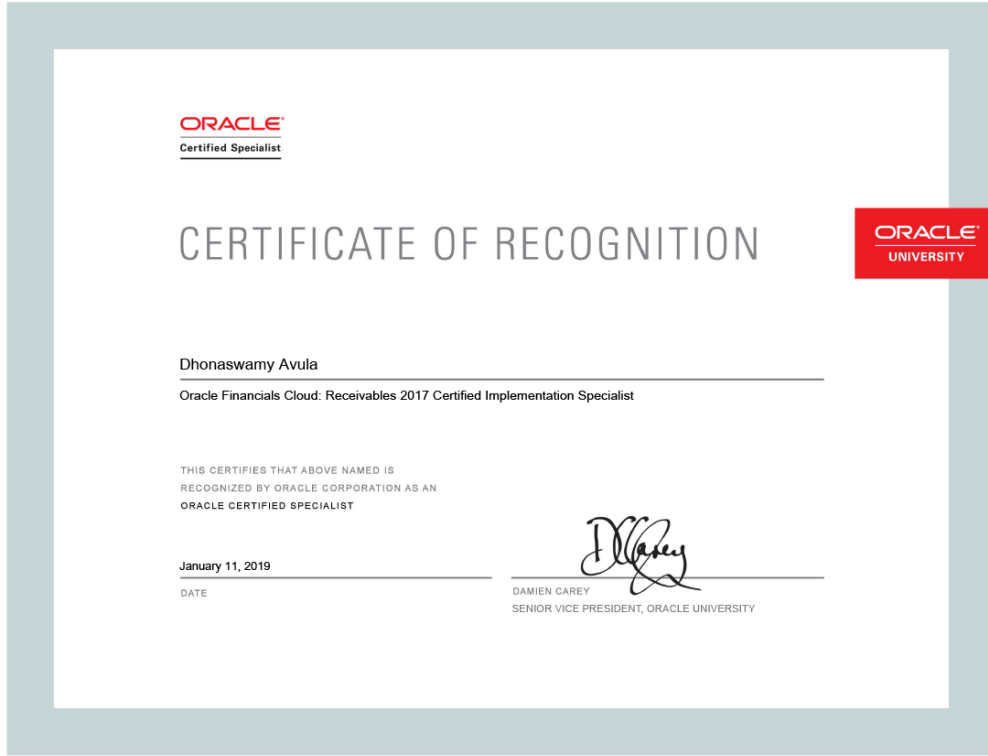 ORACLE
Certified Specialist
CERTIFICATE OF RECOGNITION
ORACLE
UNIVERSITY
Dhonaswamy Avula
Oracle Financials Cloud: Receivables 2017 Certified Implementation Specialist
THIS CERTIFIES THAT ABOVE NAMED IS
RECOGNIZED BY ORACLE CORPORATION AS AN
ORACLE CERTIFIED SPECIALIST
DCarey
January 11, 2019
DATE
DAMIEN CAREY
SENIOR VICE PRESIDENT, ORACLE UNIVERSITY